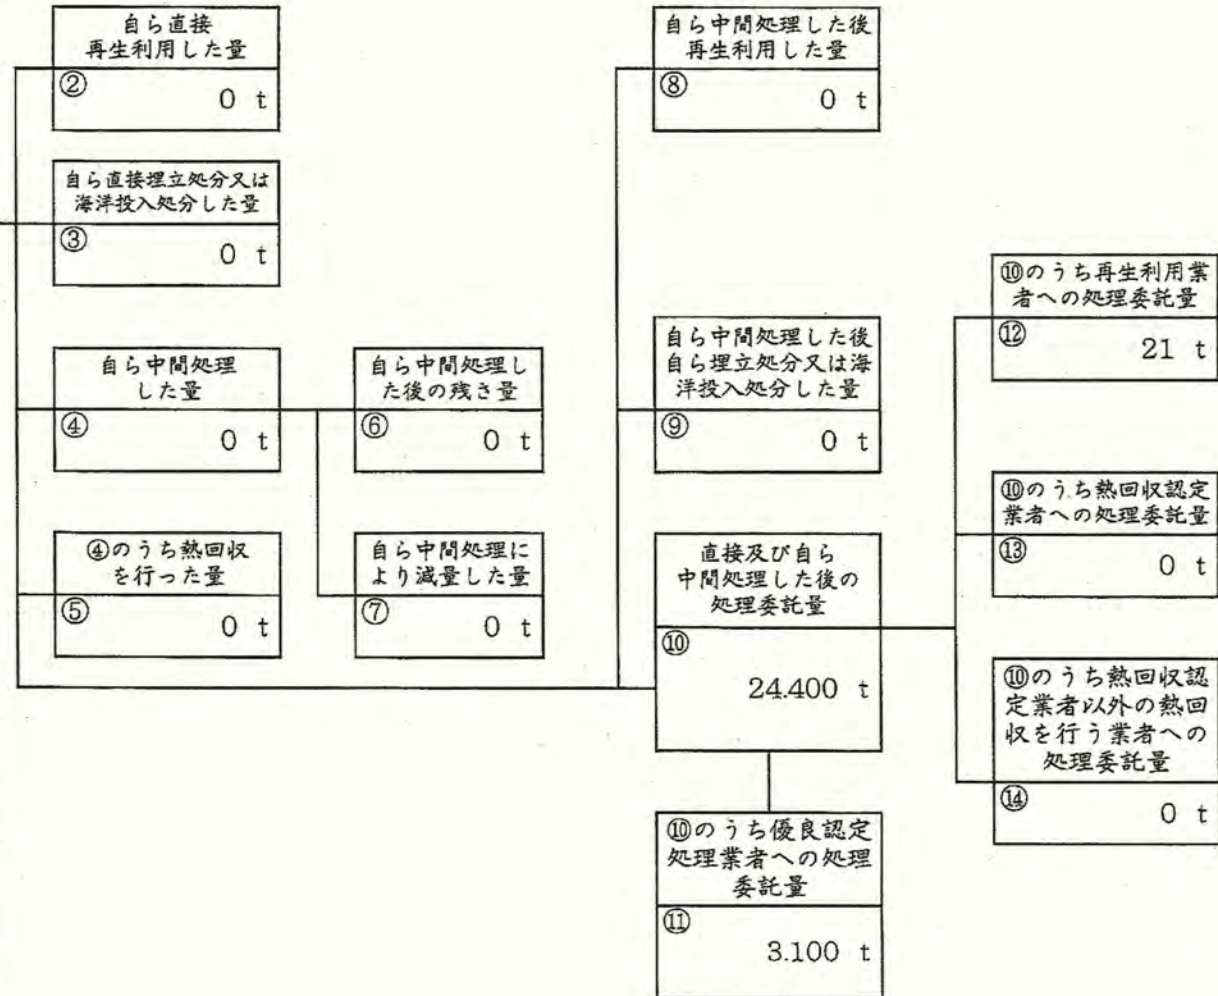 自ら直接
再生利用した量
②
0 t
自ら直接埋立処分又は
海洋投入処分した量
③
0 t
自ら中間処理
した量
④
0 t
④のうち熱回収
を行った量
⑤
0 t
自ら中間処理し
た後の残さ量
⑥
0 t
自ら中間処理に
より減量した量
⑦
0 t
自ら中間処理した後
再生利用した量
⑧
0 t
自ら中間処理した後
自ら埋立処分又は海
洋投入処分した量
⑨
0 t
直接及び自ら
中間処理した後の
処理委託量
⑩
24.400 t
⑩のうち優良認定
処理業者への処理
委託量
⑪
3.100 t
⑩のうち再生利用業
者への処理委託量
⑫
21 t
⑩のうち熱回収認定
業者への処理委託量
⑬
0 t
⑩のうち熱回収認
定業者以外の熱回
収を行う業者への
処理委託量
⑭
0 t